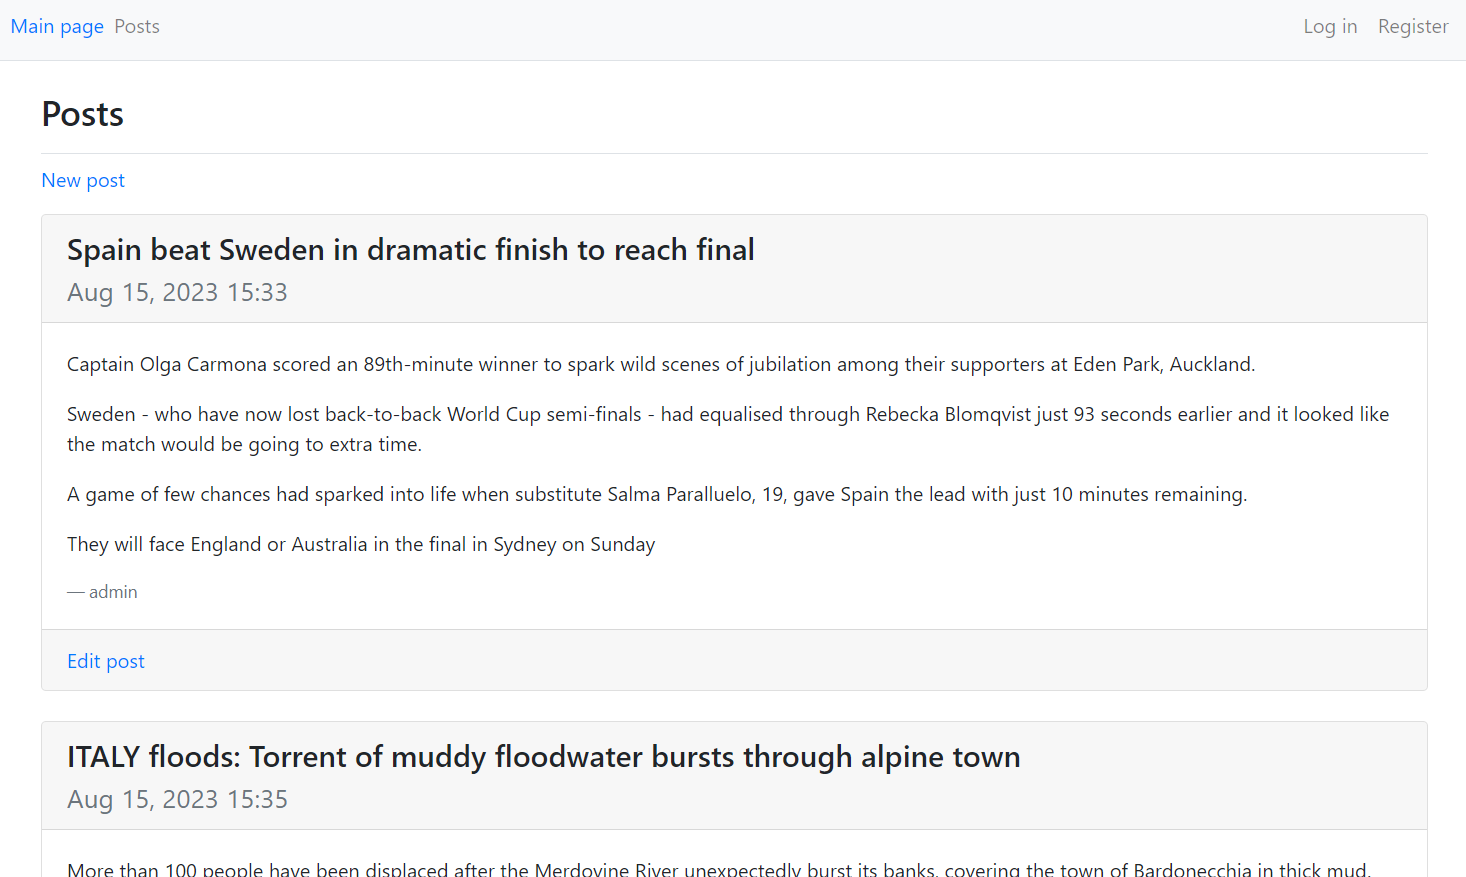 Main page Posts Log in Register
Posts
New post
Spain beat Sweden in dramatic finish to reach final
Aug 15, 2023 15:33
Captain Olga Carmona scored an 89th-minute winner to spark wild scenes of jubilation among their supporters at Eden Park, Auckland.
Sweden - who have now lost back-to-back World Cup semi-finals - had equalised through Rebecka Blomqvist just 93 seconds earlier and it looked like
the match would be going to extra time.
A game of few chances had sparked into life when substitute Salma Paralluelo, 19, gave Spain the lead with just 10 minutes remaining.
They will face England or Australia in the final in Sydney on Sunday
— admin
Edit post
ITALY floods: Torrent of muddy floodwater bursts through alpine town
Aug 15, 2023 15:35
More than 100 people have been displaced after the Merdovine River unexpectedly burst its banks, covering the town of Bardonecchia in thick mud.